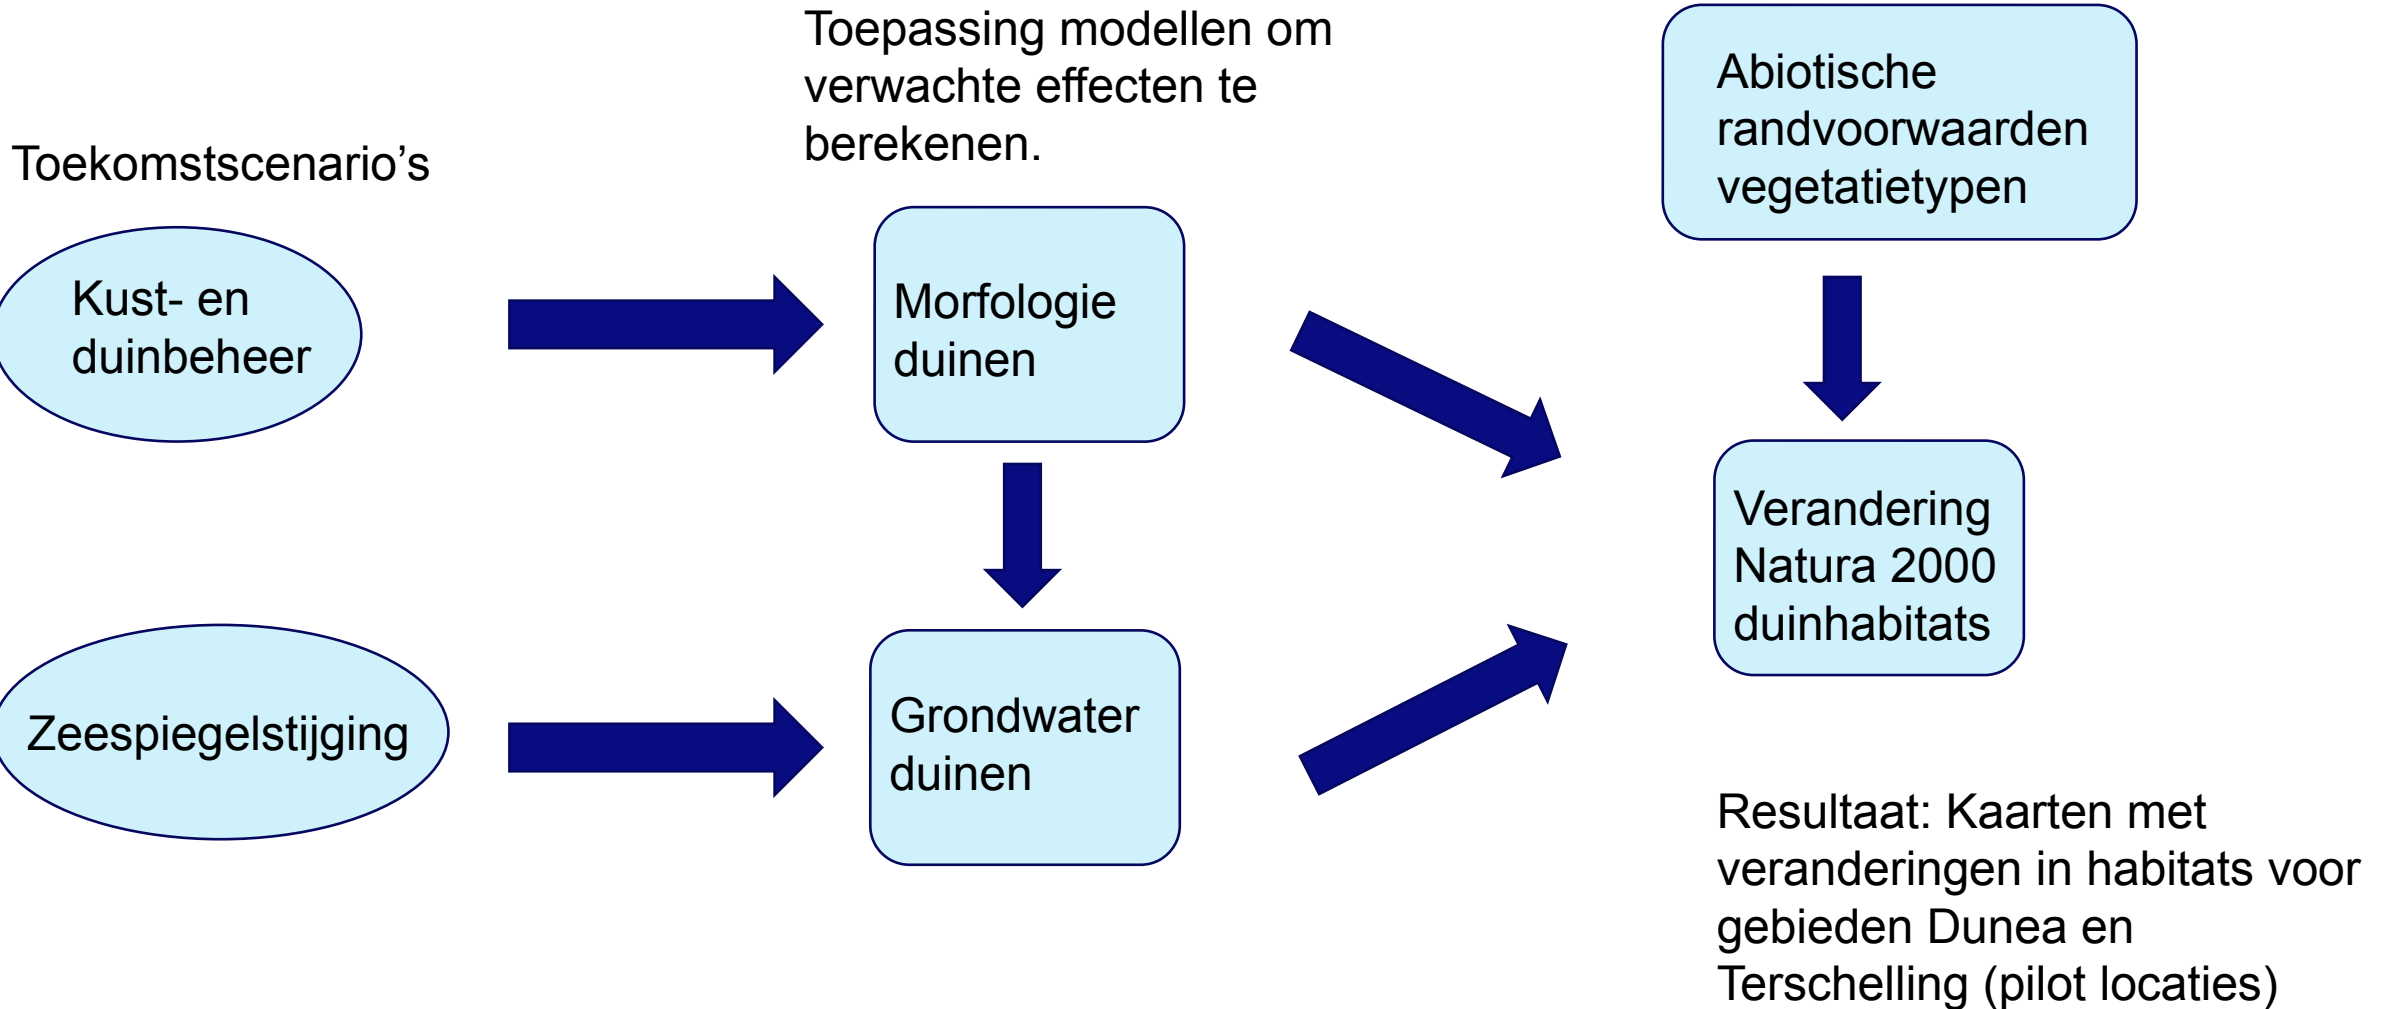 Toekomstscenario’s
Kust- en
duinbeheer
Zeespiegelstijging
Toepassing modellen om
verwachte effecten te
berekenen.
Morfologie
duinen
Grondwater
duinen
Abiotische
randvoorwaarden
vegetatietypen
Verandering
Natura 2000
duinhabitats
Resultaat: Kaarten met
veranderingen in habitats voor
gebieden Dunea en
Terschelling (pilot locaties)